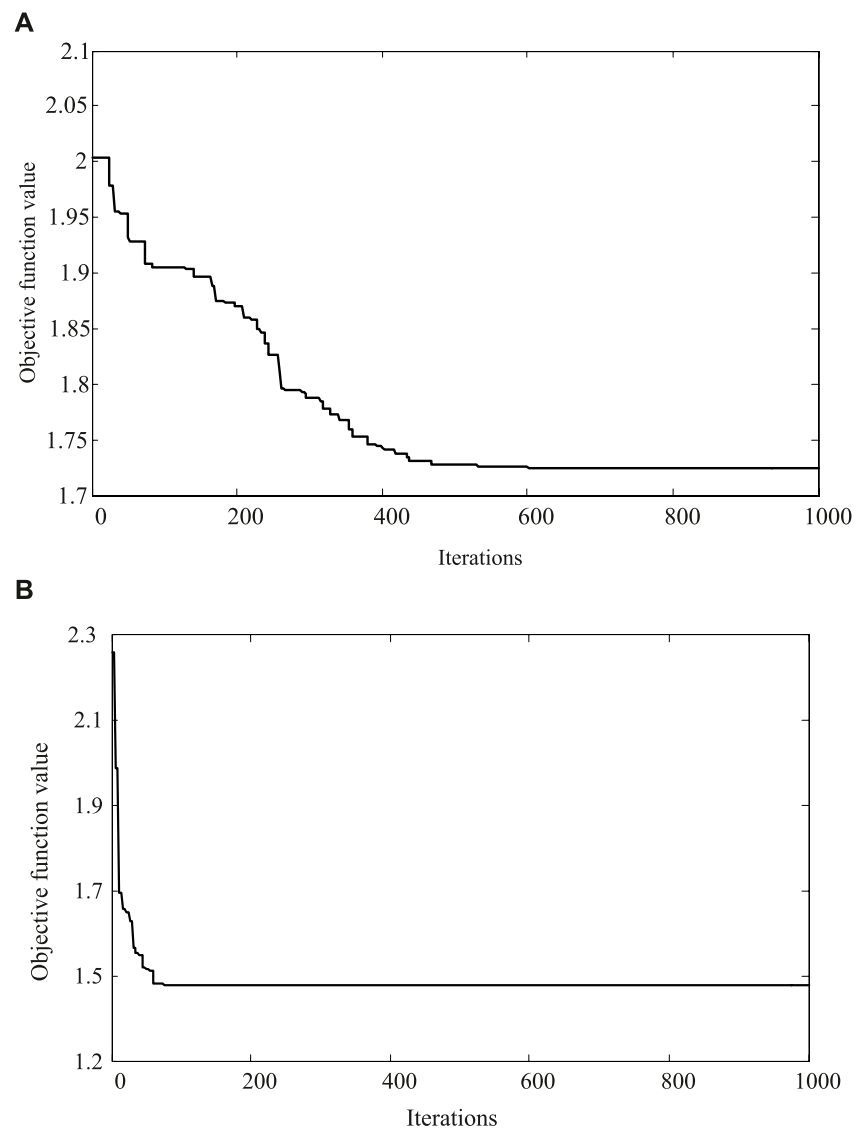 A
2.1
2.05
2
1.95
1.9
1.85
1.8
1.75
1.7
Objective function value
0 200 400 600 800 1000
Iterations
B
2.3
2.1
1.9
1.7
1.5
1.2
Objective function value
0 200 400 600 800 1000
Iterations